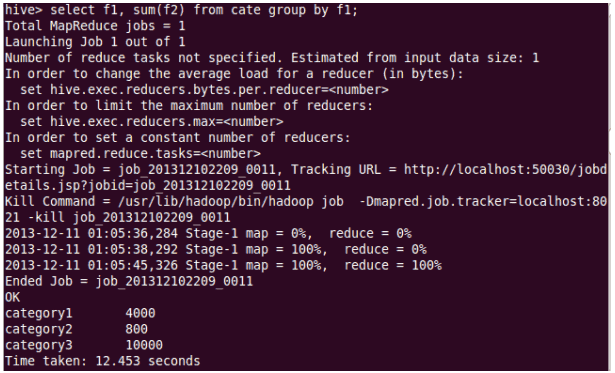 hive> select f1, sum(f2) from cate group by f1;
Total MapReduce jobs = 1
Launching Job 1 out of 1
Number of reduce tasks not specified. Estimated from input data size: 1
In order to change the average load for a reducer (in bytes):
  set hive.exec.reducers.bytes.per.reducer=<number>
In order to limit the maximum number of reducers:
  set hive.exec.reducers.max=<number>
In order to set a constant number of reducers:
  set mapred.reduce.tasks=<number>
Starting Job = job_201312102209_0011, Tracking URL = http://localhost:50030/jobd
etails.jsp?jobid=job_201312102209_0011
Kill Command = /usr/lib/hadoop/bin/hadoop job  -Dmapred.job.tracker=localhost:80
21 -kill job_201312102209_0011
2013-12-11 01:05:36,284 Stage-1 map = 0%,  reduce = 0%
2013-12-11 01:05:38,292 Stage-1 map = 100%,  reduce = 0%
2013-12-11 01:05:45,326 Stage-1 map = 100%,  reduce = 100%
Ended Job = job_201312102209_0011
OK
category1       4000
category2       800
category3       10000
Time taken: 12.453 seconds